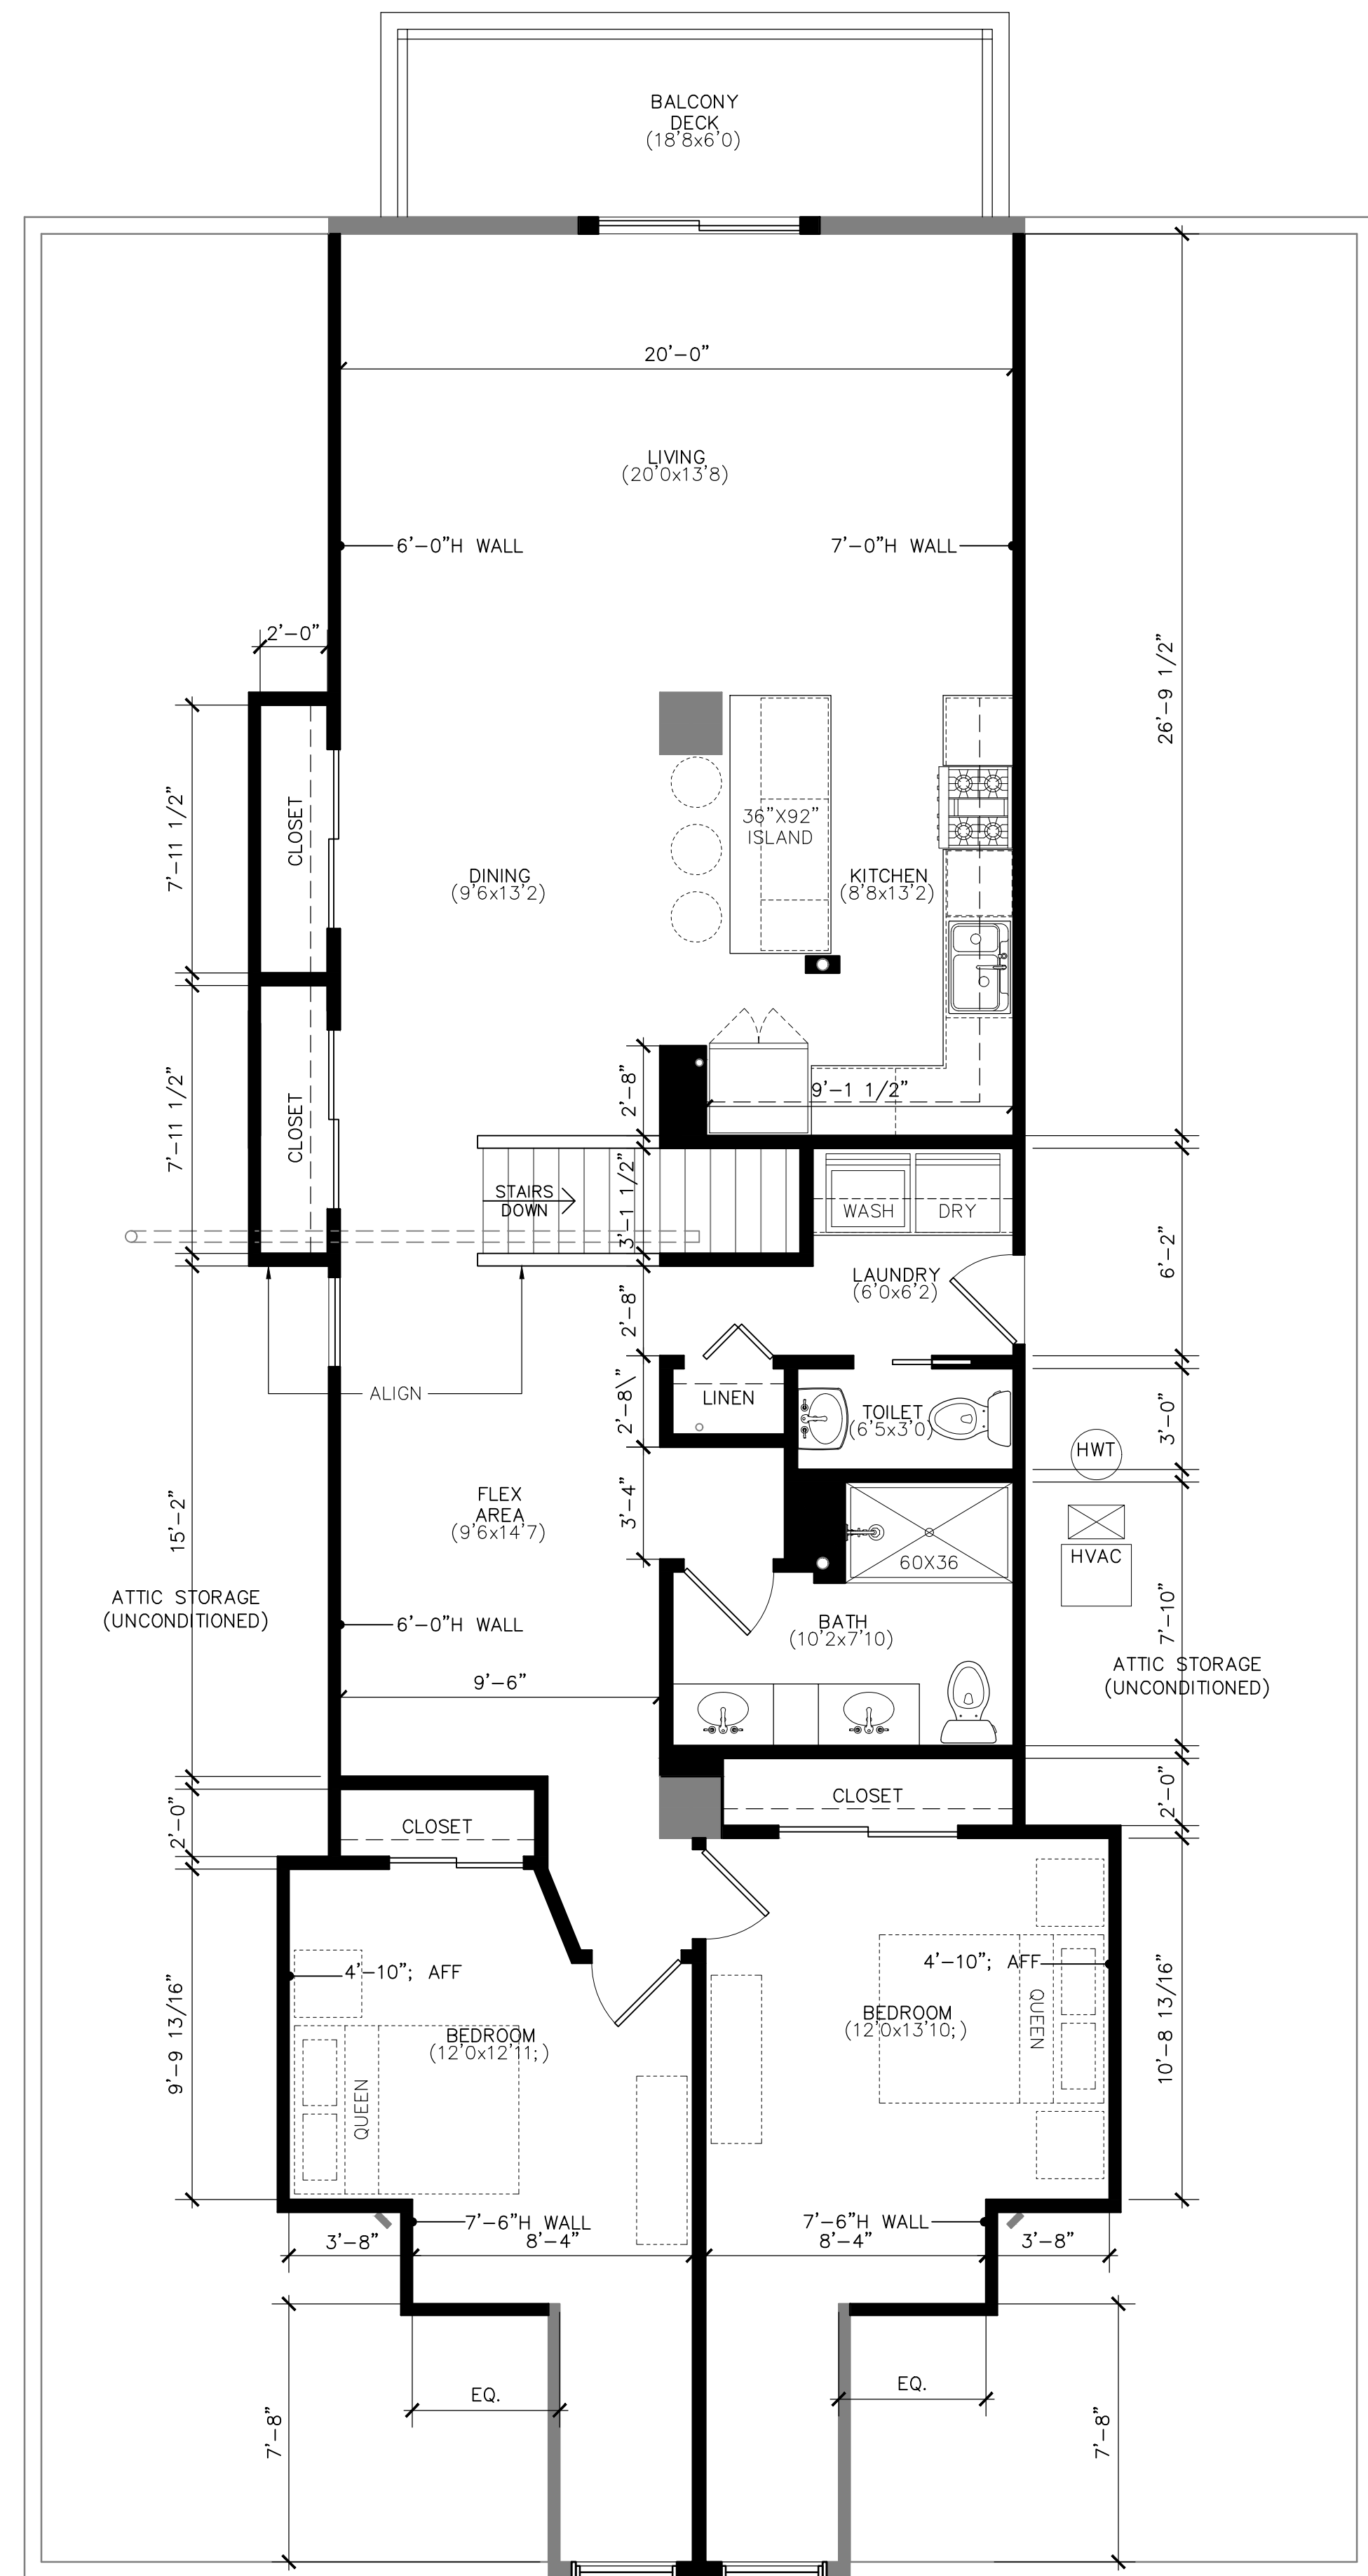 BALCONY
DECK
(18'8x6'0)
20'-0"
LIVING
(20'0x13'8)
6'-0"H WALL
7'-0"H WALL
2'-0"
26'-9 1/2"
7'-11 1/2"
CLOSET
36"X92"
ISLAND
DINING
(9'6x13'2)
KITCHEN
(8'8x13'2)
7'-11 1/2"
CLOSET
2'-8"
9'-1 1/2"
STAIRS
DOWN
3'-1 1/2"
WASH
DRY
6'-2"
LAUNDRY
(6'0x6'2)
2'-8"
ALIGN
LINEN
2'-8\"
TOILET
(6'5x3'0)
3'-0"
HWT
15'-2"
FLEX
AREA
(9'6x14'7)
3'-4"
60X36
HVAC
ATTIC STORAGE
(UNCONDITIONED)
6'-0"H WALL
BATH
(10'2x7'10)
7'-10"
ATTIC STORAGE
(UNCONDITIONED)
9'-6"
2'-0"
CLOSET
CLOSET
2'-0"
4'-10"; AFF
4'-10"; AFF
9'-9 13/16"
BEDROOM
(12'0x12'11;)
QUEEN
BEDROOM
(12'0x13'10;)
QUEEN
10'-8 13/16"
7'-6"H WALL
7'-6"H WALL
3'-8"
8'-4"
8'-4"
3'-8"
EQ.
EQ.
7'-8"
7'-8"